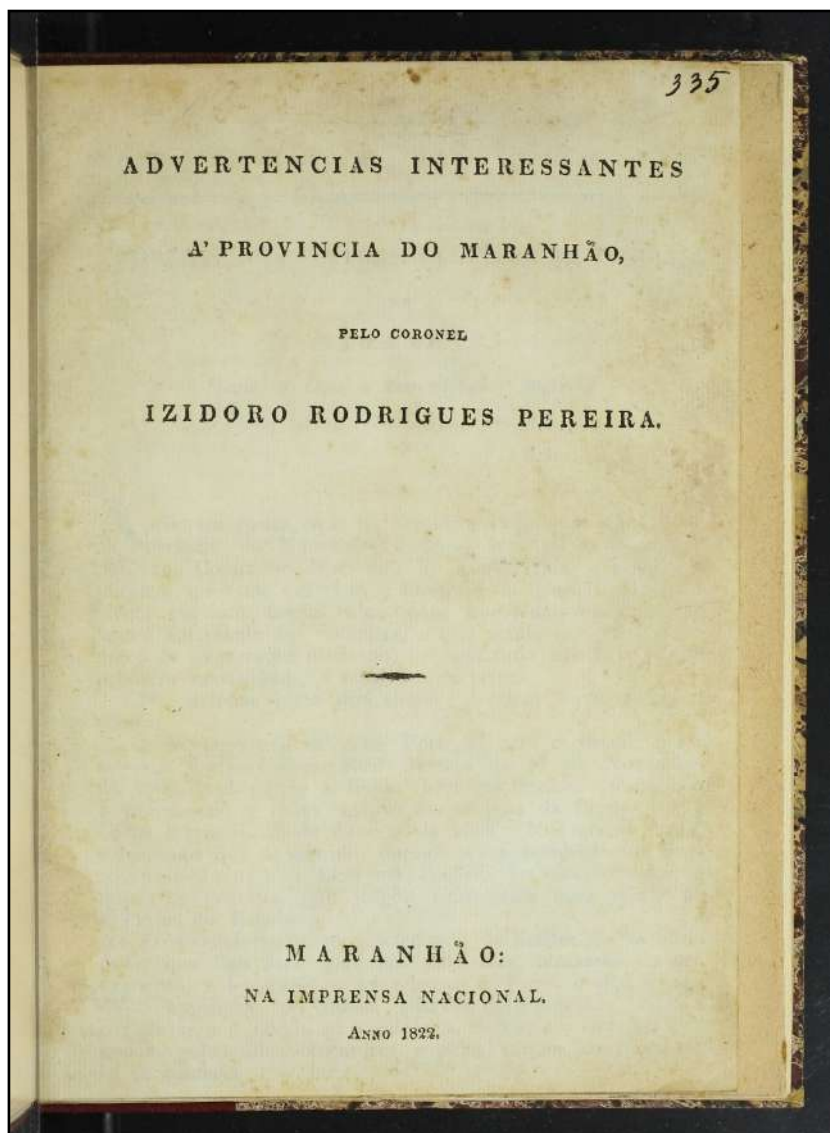 335
ADVERTENCIAS INTERESSANTES
A' PROVINCIA DO MARANHÃO,
PELO CORONEL
IZIDORO RODRIGUES PEREIRA.
MARANHÃO:
NA IMPRENSA NACIONAL.
ANNO 1822.